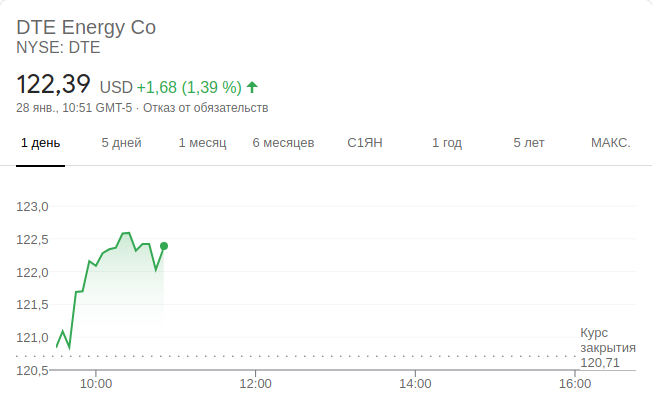 DTE Energy Co
NYSE: DTE
122,39 USD +1,68 (1,39 %)
28 янв., 10:51 GMT-5 · Отказ от обязательств
1 день 5 дней 1 месяц 6 месяцев С1ЯН 1 год 5 лет МАКС.
123,0
122,5
122,0
121,5
121,0
120,5
Курс
закрытия
120,71
10:00 12:00 14:00 16:00